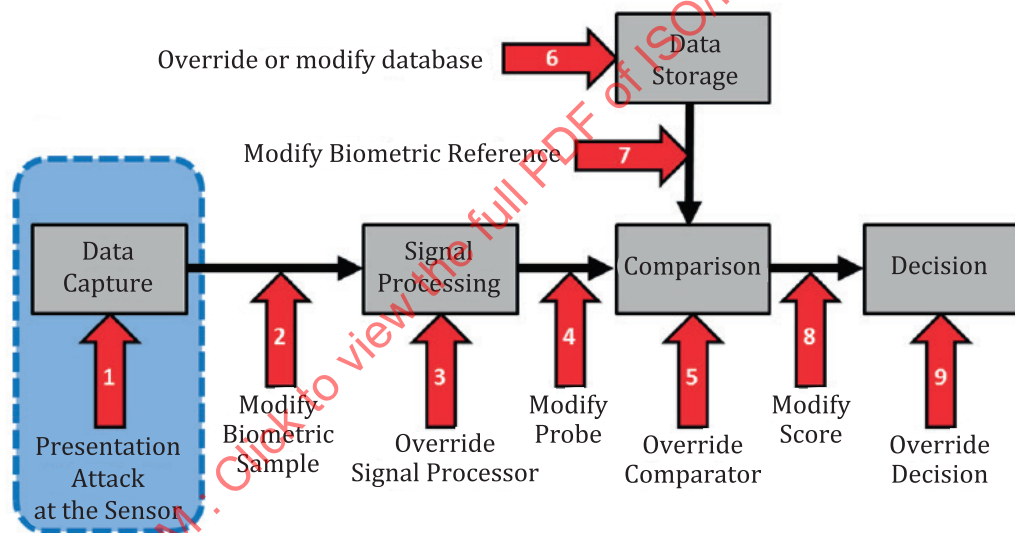 Override or modify database
6
Data
Storage
Modify Biometric Reference
7
Data
Capture
Signal
Processing
Comparison
Decision
1
2
3
4
5
8
9
Presentation
Attack
at the Sensor
Modify
Biometric
Sample
Override
Signal Processor
Modify
Probe
Override
Comparator
Modify
Score
Override
Decision
M : Click to view the full PDF of ISO/